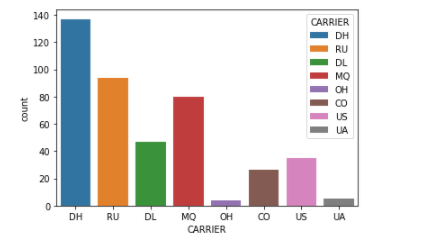 140
120
100
80
60
40
20
0
count
DH RU DL MQ OH CO US UA
CARRIER
CARRIER
DH
RU
DL
MQ
OH
CO
US
UA